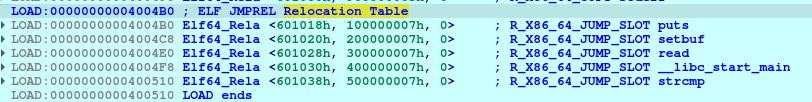 LOAD:00000000004004B0 ; ELF JMPREL Relocation Table
LOAD:00000000004004B0 Elf64_Rela <601018h, 100000007h, 0> ; R_X86_64_JUMP_SLOT puts
LOAD:00000000004004C8 Elf64_Rela <601020h, 200000007h, 0> ; R_X86_64_JUMP_SLOT setbuf
LOAD:00000000004004E0 Elf64_Rela <601028h, 300000007h, 0> ; R_X86_64_JUMP_SLOT read
LOAD:00000000004004F8 Elf64_Rela <601030h, 400000007h, 0> ; R_X86_64_JUMP_SLOT __libc_start_main
LOAD:0000000000400510 Elf64_Rela <601038h, 500000007h, 0> ; R_X86_64_JUMP_SLOT strcmp
LOAD:0000000000400510 LOAD ends